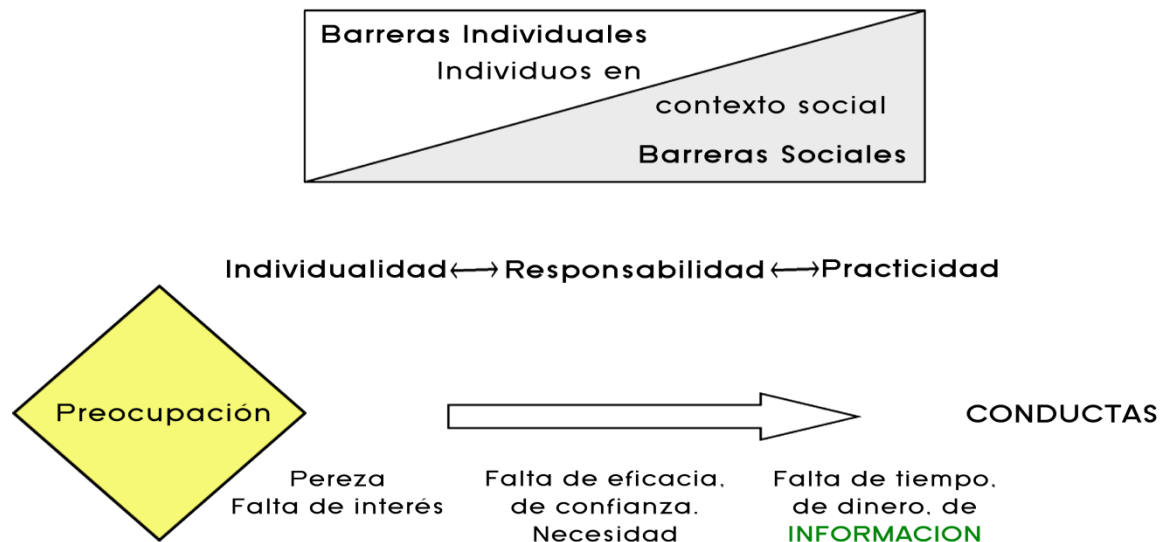 Barreras Individuales
Individuos en
contexto social
Barreras Sociales
Individualidad ⟷ Responsabilidad ⟷ Practicidad
Preocupación
CONDUCTAS
Pereza
Falta de interés
Falta de eficacia,
de confianza.
Necesidad
Falta de tiempo,
de dinero, de
INFORMACION